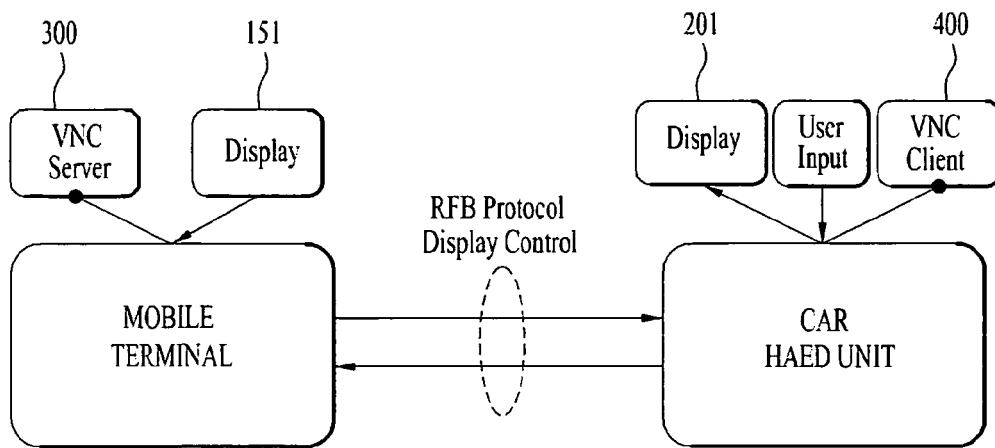 300
151
201
400
VNC
Server
Display
Display
User
Input
VNC
Client
RFB Protocol
Display Control
MOBILE
TERMINAL
CAR
HAED UNIT